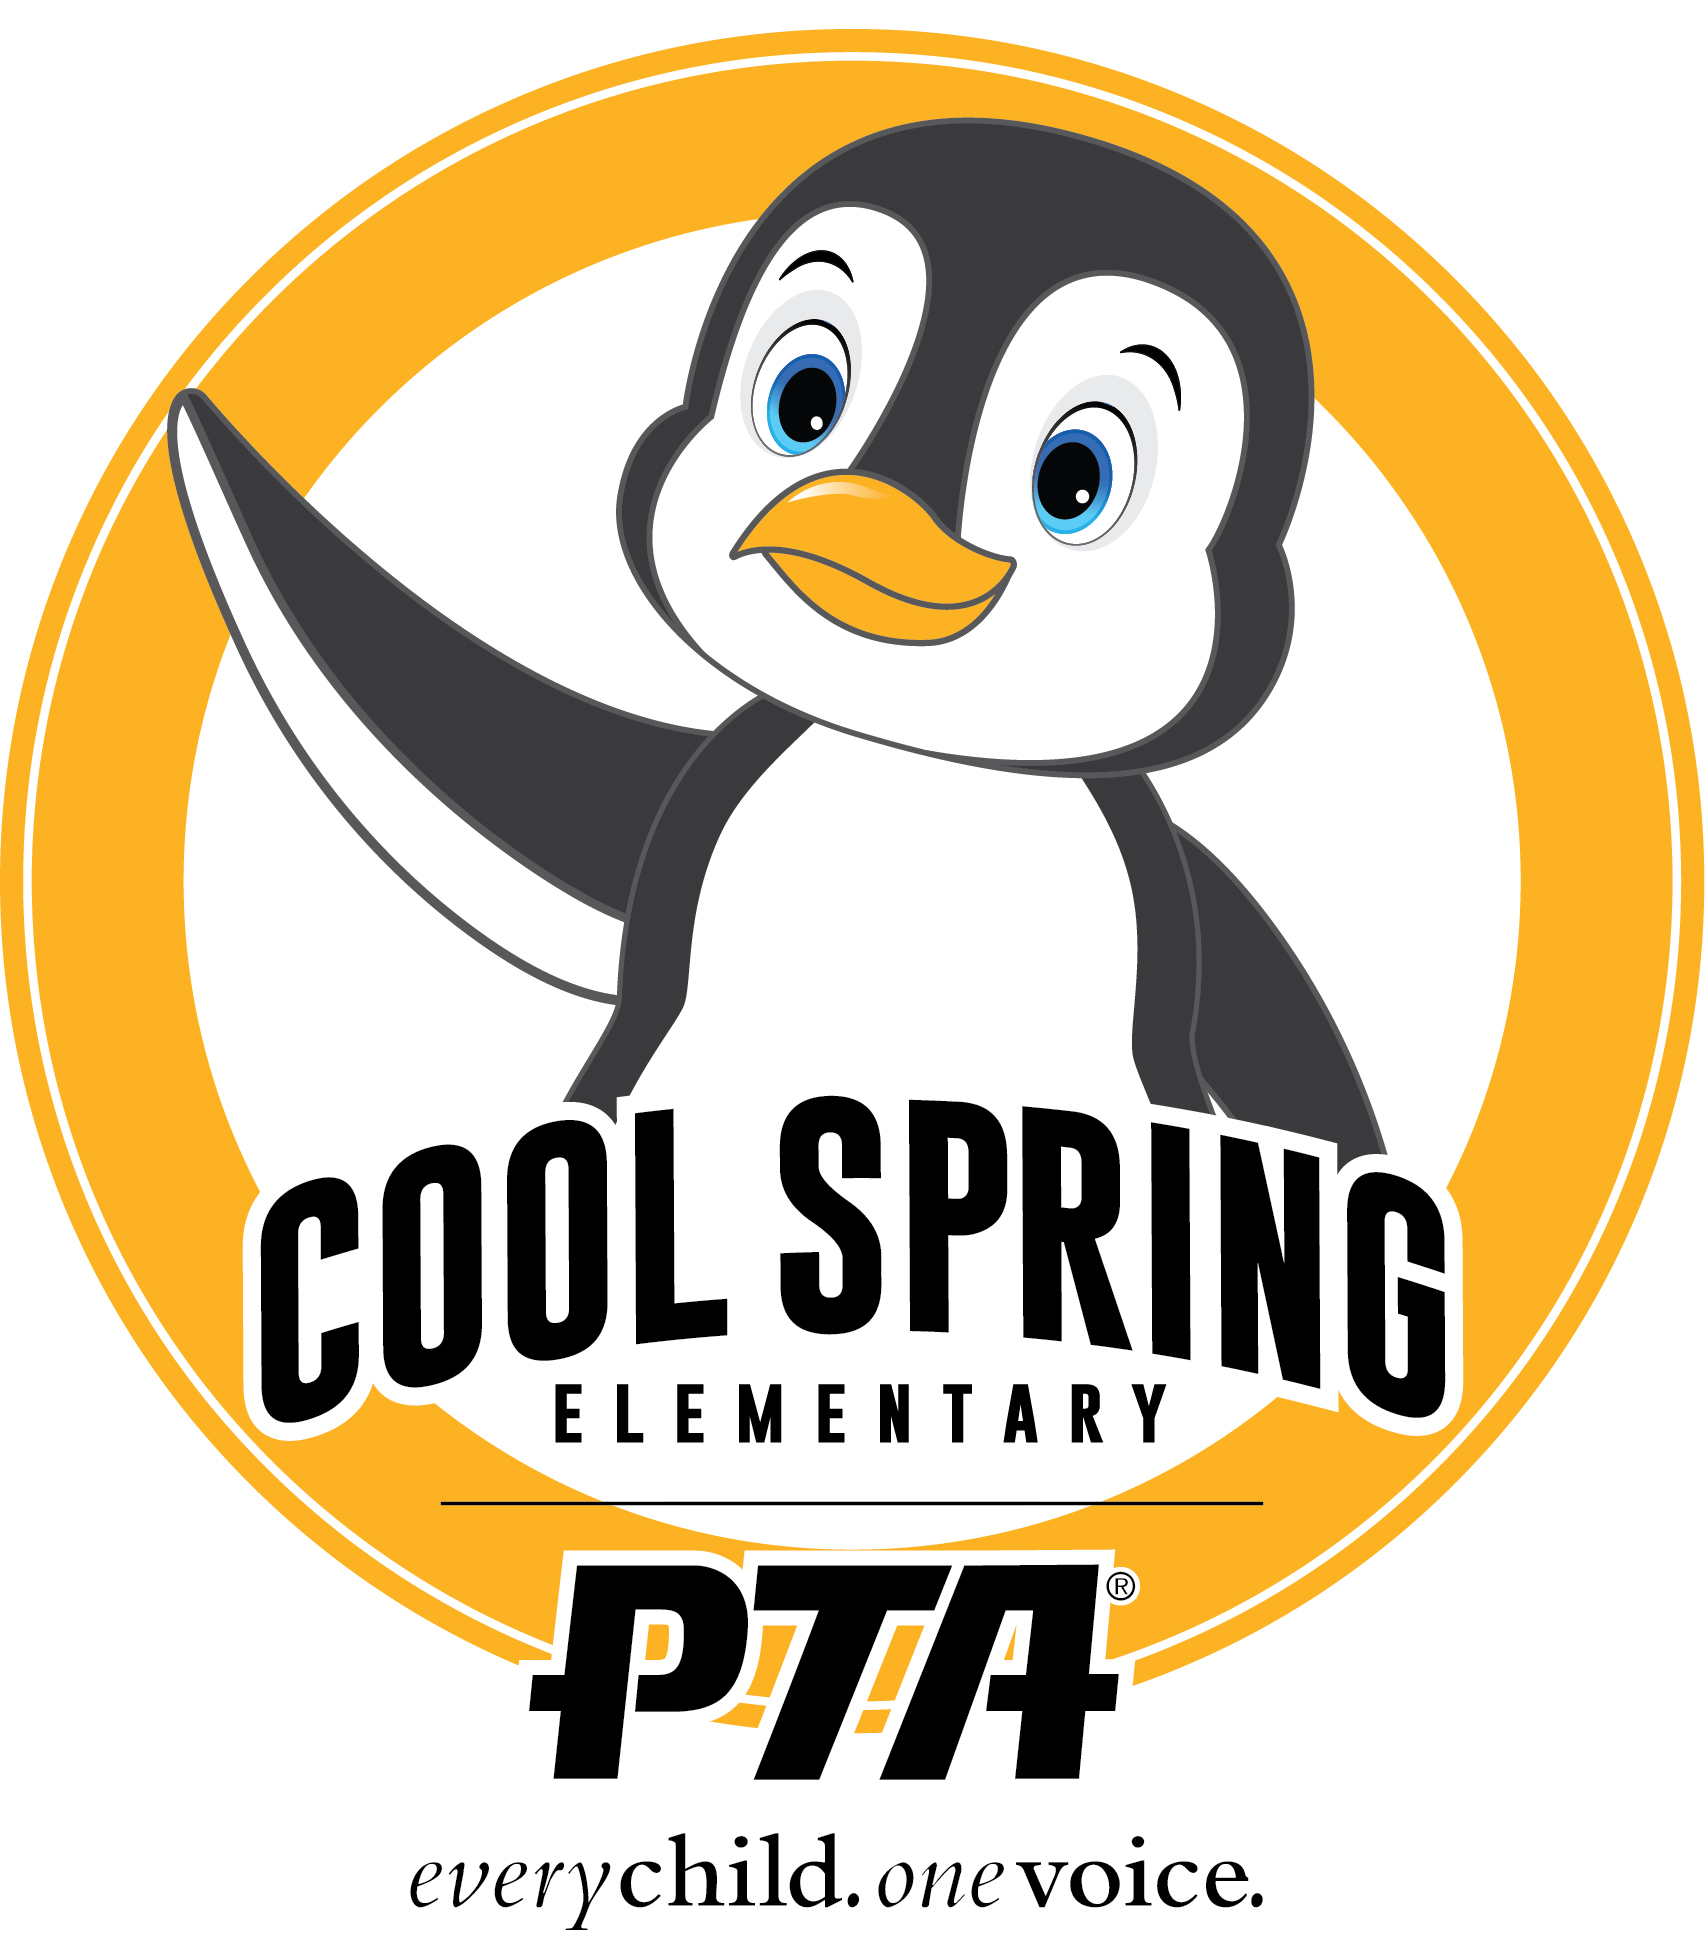 COOL SPRING
ELEMENTARY
PTA®
everychild. onevoice.